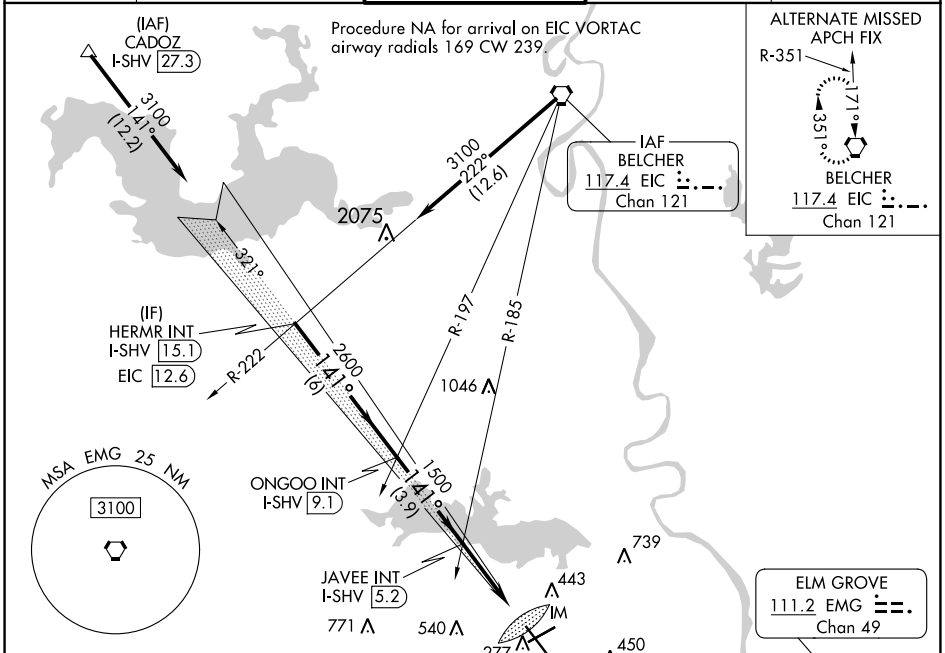 (IAF)
CADOZ
I-SHV 27.3
3100
141°
(12.2)
Procedure NA for arrival on EIC VORTAC
airway radials 169 CW 239.
ALTERNATE MISSED
APCH FIX
R-351
171°
351°
BELCHER
117.4 EIC
Chan 121
IAF
BELCHER
117.4 EIC
Chan 121
3100
222°
(12.6)
2075
321°
(IF)
HERMR INT
I-SHV 15.1
EIC 12.6
R-222
R-197
R-185
2600
141°
(6)
1046
MSA EMG 25 NM
3100
ONGOO INT
I-SHV 9.1
1500
141°
(3.9)
JAVEE INT
I-SHV 5.2
739
443
IM
771
540
277
450
ELM GROVE
111.2 EMG
Chan 49